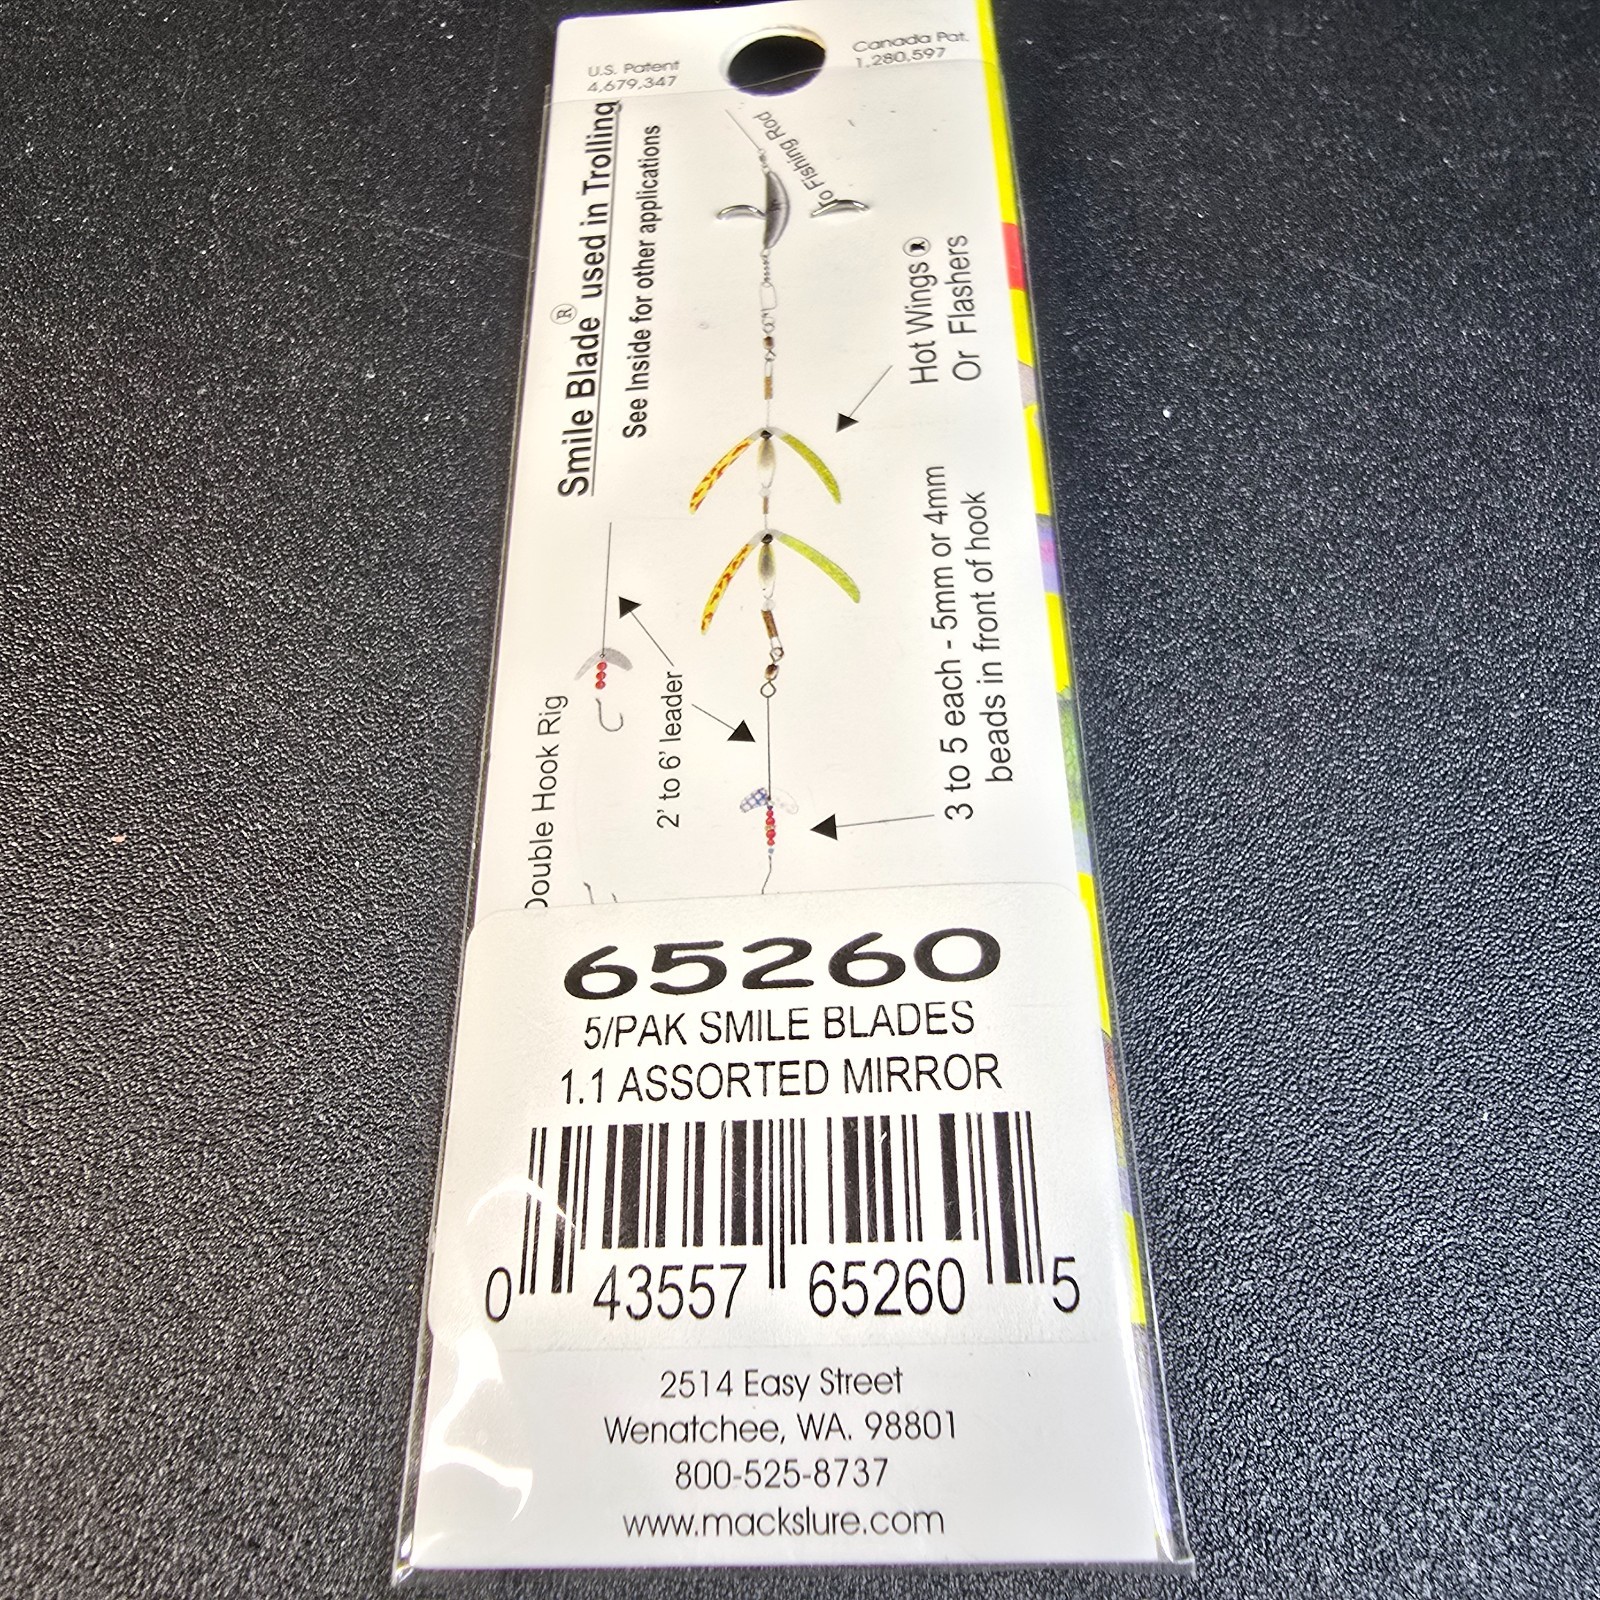 U.S. Patent
4,679,347
Canada Pat.
1,280,597
Smile Blade® used in Trolling
See Inside for other applications
To Fishing Rod
Hot Wings®
Or Flashers
Double Hook Rig
2' to 6' leader
3 to 5 each - 5mm or 4mm
beads in front of hook
65260
5/PAK SMILE BLADES
1.1 ASSORTED MIRROR
0 43557 65260 5
2514 Easy Street
Wenatchee, WA. 98801
800-525-8737
www.mackslure.com